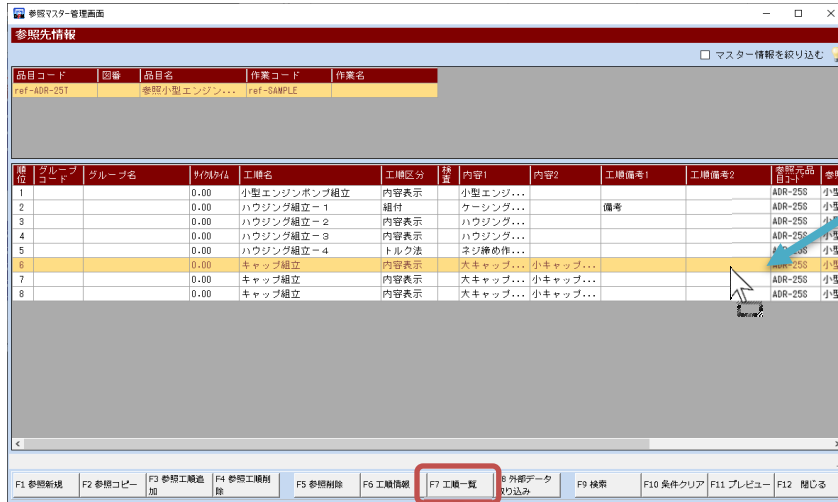 参照マスター管理画面
参照先情報
マスター情報を絞り込む
品目コード 図番 品目名 作業コード 作業名
ref-ADR-25T 参照小型エンジン... ref-SAMPLE
順位 グループコード グループ名 サイクルタイム 工順名 工順区分 検査 内容1 内容2 工順備考1 工順備考2 参照元品目コード
1 0.00 小型エンジンポンプ組立 内容表示 小型エンジ... ADR-25S 小型
2 0.00 ハウジング組立－1 組付 ケーシング... 備考 ADR-25S 小型
3 0.00 ハウジング組立－2 内容表示 ハウジング... ADR-25S 小型
4 0.00 ハウジング組立－3 内容表示 ハウジング...
5 0.00 ハウジング組立－4 トルク法 ネジ締め作...
6 0.00 キャップ組立 内容表示 大キャップ... 小キャップ... ADR-25S 小型
7 0.00 キャップ組立 内容表示 大キャップ... 小キャップ... ADR-25S 小型
8 0.00 キャップ組立 内容表示 大キャップ... 小キャップ... ADR-25S 小型
F1 参照新規 F2 参照コピー F3 参照工順追加 F4 参照工順削除 F5 参照削除 F6 工順情報 F7 工順一覧 外部データ F9 検索 F10 条件クリア F11 プレビュー F12 閉じる